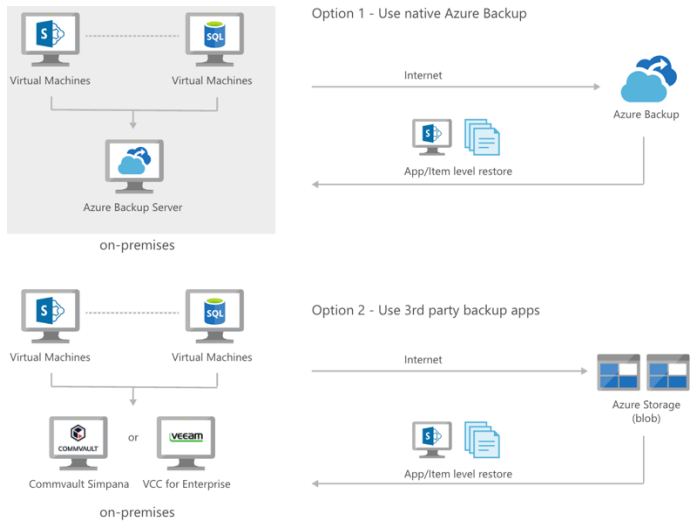 Option 1 - Use native Azure Backup
S
SQL
Virtual Machines
Virtual Machines
Internet
Azure Backup
S
App/Item level restore
Azure Backup Server
on-premises
Option 2 - Use 3rd party backup apps
S
SQL
Virtual Machines
Virtual Machines
Internet
Azure Storage
(blob)
COMMVAULT
or
veeam
S
App/Item level restore
Commvault Simpana
VCC for Enterprise
on-premises